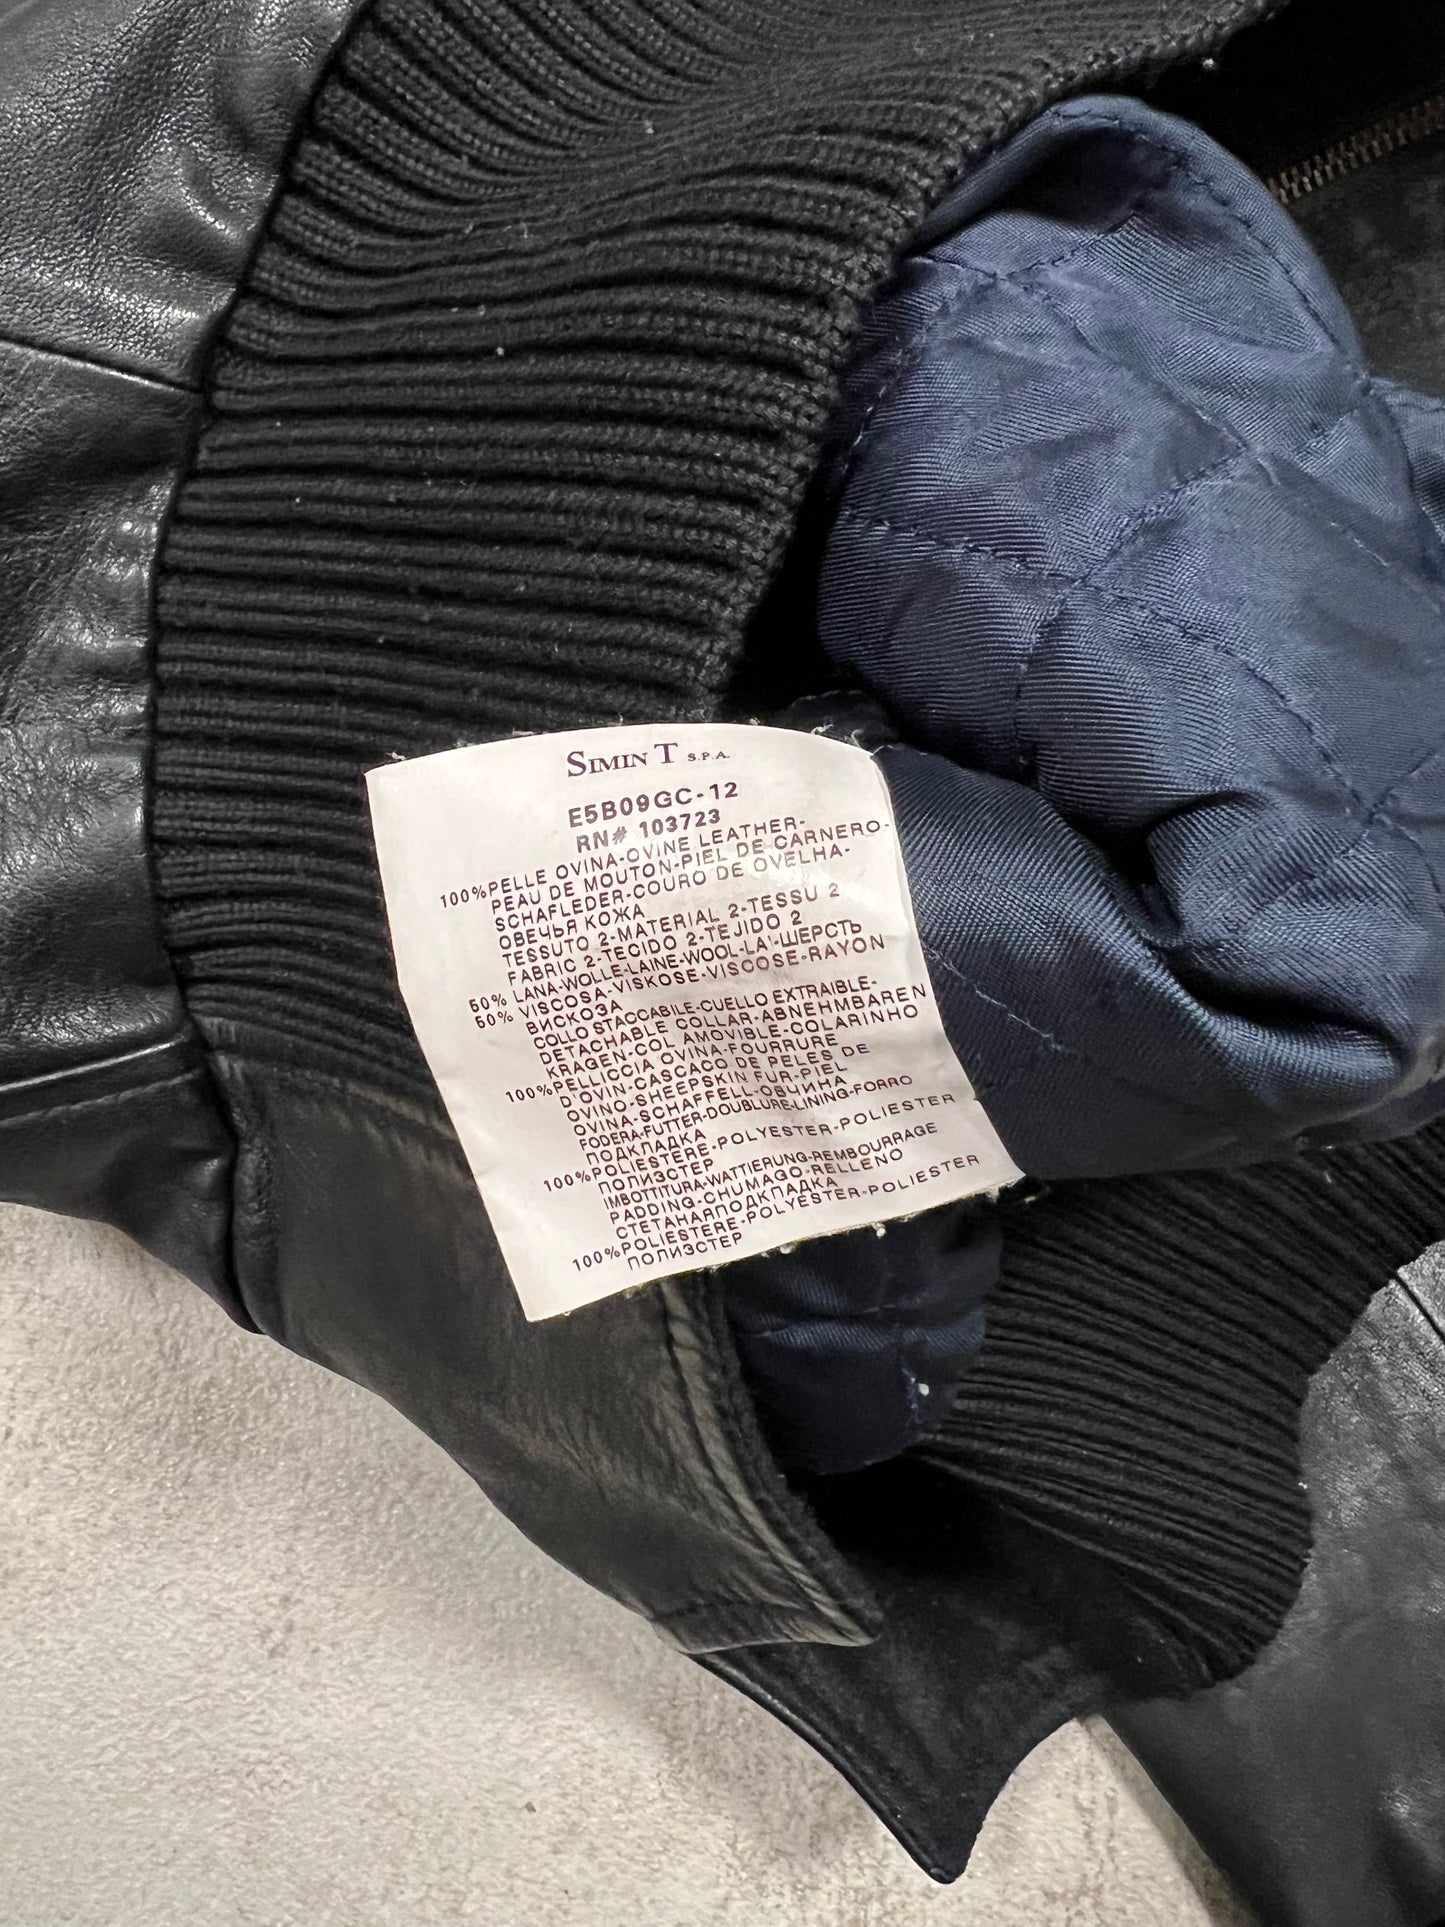 SIMIN T S.P.A.
E5B09GC-12
RN# 103723
100%PELLE OVINA-OVINE LEATHER-
PEAU DE MOUTON-PIEL DE CARNERO-
SCHAFLEDER-COURO DE OVELHA-
ОВЕЧЬЯ КОЖА
TESSUTO 2-MATERIAL 2-TESSU 2
FABRIC 2-TECIDO 2-TEJIDO 2
50% LANA-WOLLE-LAINE-WOOL-LA'-ШЕРСТЬ
50% VISCOSA-VISKOSE-VISCOSE-RAYON
ВИСКОЗА
COLLO STACCABILE-CUELLO EXTRAIBLE-
DETACHABLE COLLAR-ABNEHMBAREN
KRAGEN-COL AMOVIBLE-COLARINHO
100%PELLICCIA OVINA-FOURRURE
D'OVIN-CASCACO DE PELES DE
OVINO-SHEEPSKIN FUR-PIEL
OVINA-SCHAFFELL-ОВЧИНА
FODERA-FUTTER-DOUBLURE-LINING-FORRO
ПОДКЛАДКА
100%POLIESTERE-POLYESTER-POLIESTER
ПОЛИЭСТЕР
IMBOTTITURA-WATTIERUNG-REMBOURRAGE
PADDING-CHUMAGO-RELLENO
СТЕГАНАЯПОДКЛАДКА
100%POLIESTERE-POLYESTER-POLIESTER
ПОЛИЭСТЕР